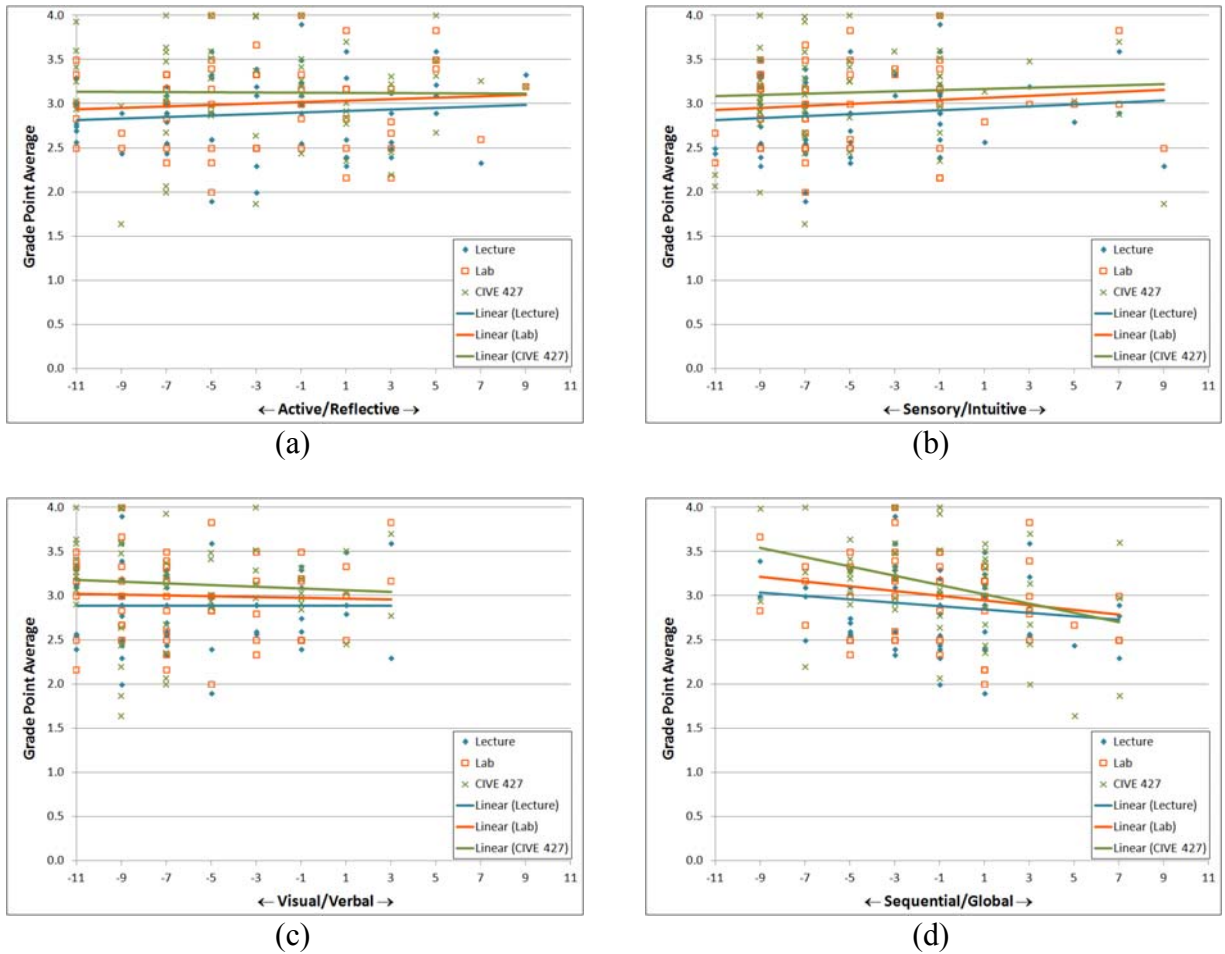 Grade Point Average
4.0
3.5
3.0
2.5
2.0
1.5
1.0
0.5
0.0
Lecture
Lab
CIVE 427
Linear (Lecture)
Linear (Lab)
Linear (CIVE 427)
-11 -9 -7 -5 -3 -1 1 3 5 7 9 11
← Active/Reflective →
(a)
Grade Point Average
4.0
3.5
3.0
2.5
2.0
1.5
1.0
0.5
0.0
Lecture
Lab
CIVE 427
Linear (Lecture)
Linear (Lab)
Linear (CIVE 427)
-11 -9 -7 -5 -3 -1 1 3 5 7 9 11
← Sensory/Intuitive →
(b)
Grade Point Average
4.0
3.5
3.0
2.5
2.0
1.5
1.0
0.5
0.0
Lecture
Lab
CIVE 427
Linear (Lecture)
Linear (Lab)
Linear (CIVE 427)
-11 -9 -7 -5 -3 -1 1 3 5 7 9 11
← Visual/Verbal →
(c)
Grade Point Average
4.0
3.5
3.0
2.5
2.0
1.5
1.0
0.5
0.0
Lecture
Lab
CIVE 427
Linear (Lecture)
Linear (Lab)
Linear (CIVE 427)
-11 -9 -7 -5 -3 -1 1 3 5 7 9 11
← Sequential/Global →
(d)